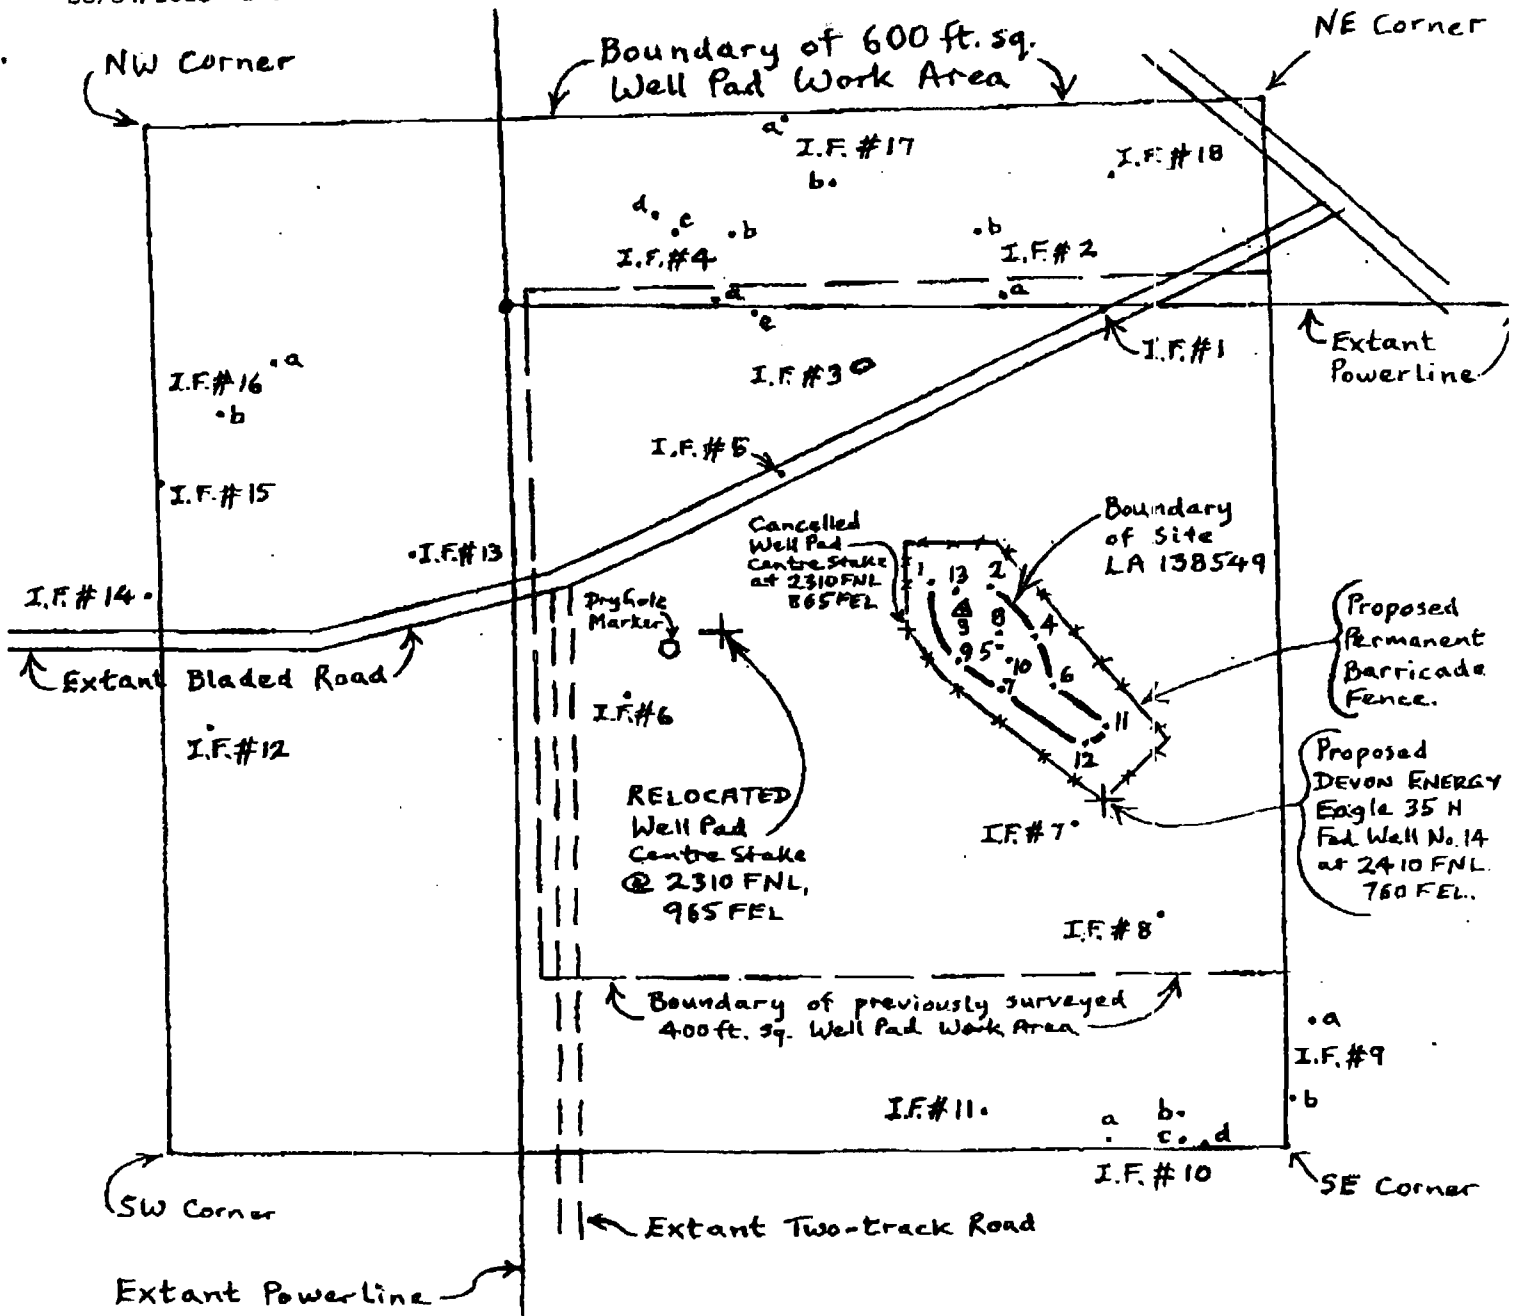 NW Corner
Boundary of 600 ft. sq.
Well Pad Work Area
NE Corner
a
I.F. #17
b
I.F. #18
d
c
b
I.F. #4
a
e
b
I.F. #2
a
I.F. #1
Extant
Powerline
I.F. #3
a
I.F. #16
b
I.F. #5
I.F. #15
I.F. #13
I.F. #14
Cancelled
Well Pad
Centre Stake
at 2310 FNL
865 FEL
Boundary
of Site
LA 138549
1
13
2
3
8
4
9
5
10
7
6
11
12
Dryhole
Marker
Proposed
Permanent
Barricade
Fence.
Extant Bladed Road
I.F. #6
I.F. #12
RELOCATED
Well Pad
Centre Stake
@ 2310 FNL,
965 FEL
Proposed
DEVON ENERGY
Eagle 35 H
Fed Well No. 14
at 2410 FNL
760 FEL.
I.F. #7
I.F. #8
Boundary of previously surveyed
400 ft. sq. Well Pad Work Area
a
I.F. #9
b
I.F. #11
a
b
c
d
I.F. #10
SW Corner
SE Corner
Extant Two-track Road
Extant Powerline